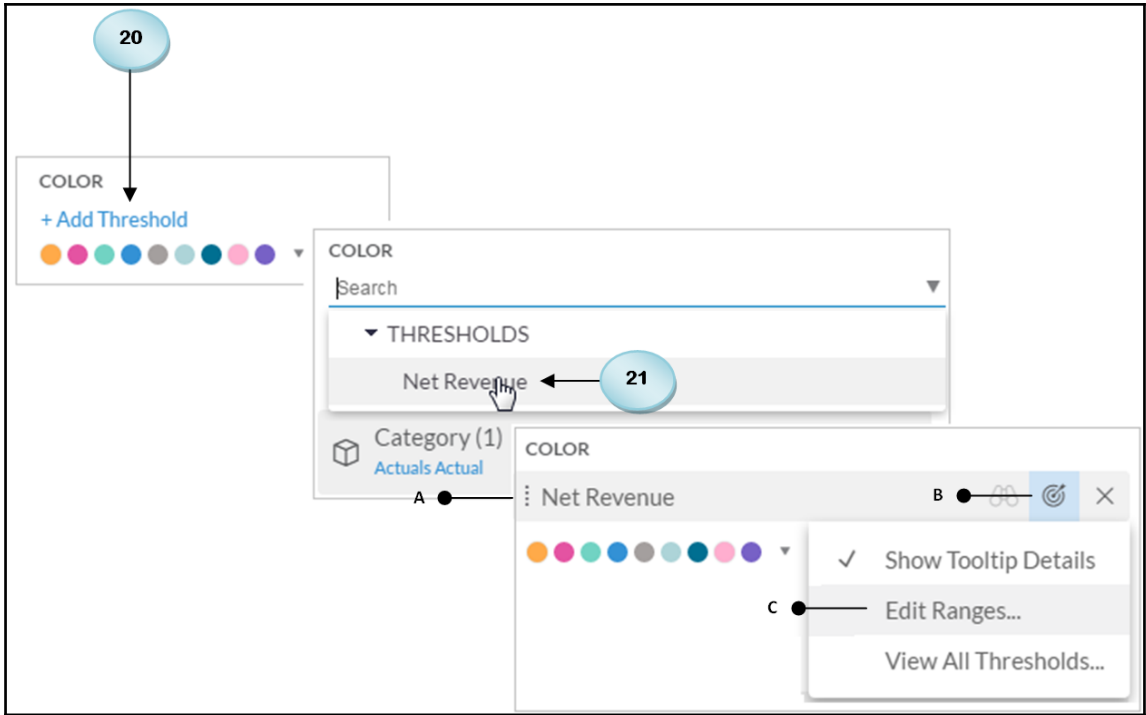 20
COLOR
+ Add Threshold
COLOR
Search
THRESHOLDS
Net Revenue
21
Category (1)
Actuals Actual
COLOR
A
Net Revenue
B
Show Tooltip Details
C
Edit Ranges...
View All Thresholds...